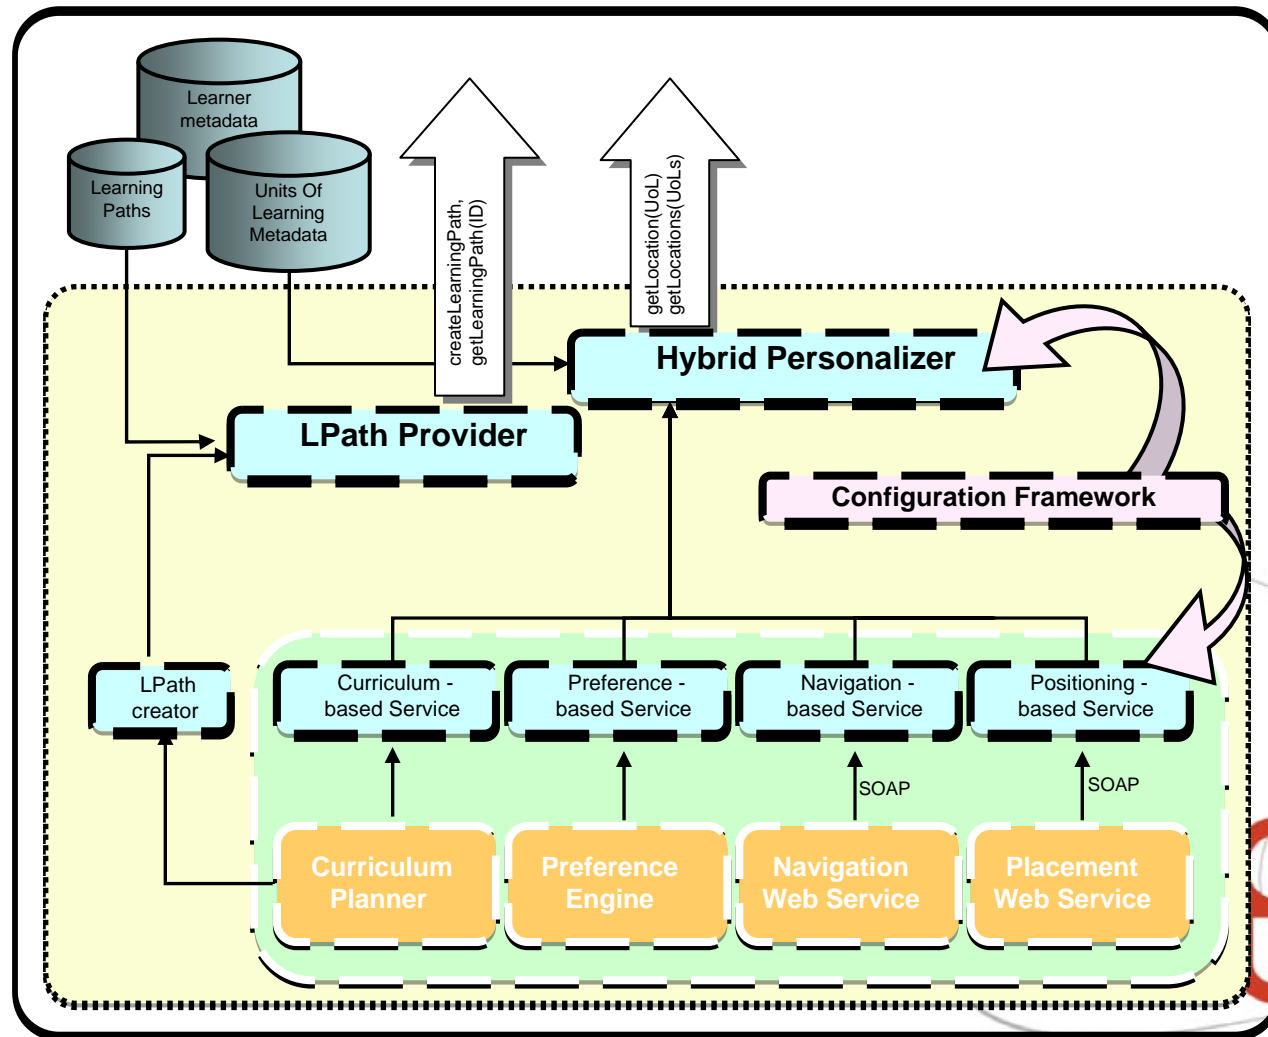 Learner
metadata
Learning
Paths
Units Of
Learning
Metadata
createLearningPath,
getLearningPath(ID)
getLocation(UoL)
getLocations(UoLs)
Hybrid Personalizer
LPath Provider
Configuration Framework
LPath
creator
Curriculum -
based Service
Preference -
based Service
Navigation -
based Service
Positioning -
based Service
SOAP
SOAP
Curriculum
Planner
Preference
Engine
Navigation
Web Service
Placement
Web Service